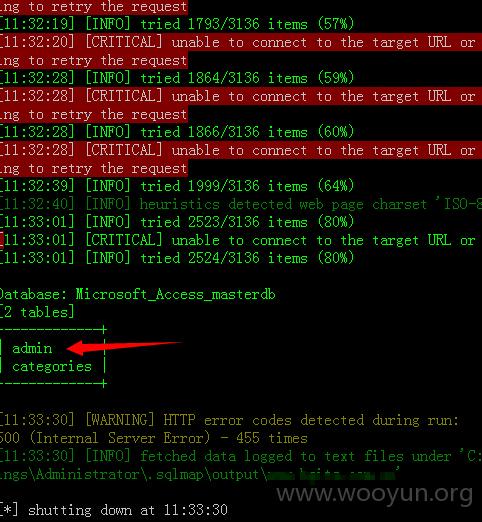 ing to retry the request
[11:32:19] [INFO] tried 1793/3136 items (57%)
[11:32:20] [CRITICAL] unable to connect to the target URL or
ing to retry the request
[11:32:28] [INFO] tried 1864/3136 items (59%)
[11:32:28] [CRITICAL] unable to connect to the target URL or
ing to retry the request
[11:32:28] [INFO] tried 1866/3136 items (60%)
[11:32:28] [CRITICAL] unable to connect to the target URL or
ing to retry the request
[11:32:39] [INFO] tried 1999/3136 items (64%)
[11:32:40] [INFO] heuristics detected web page charset 'ISO-8
[11:33:01] [INFO] tried 2523/3136 items (80%)
[11:33:01] [CRITICAL] unable to connect to the target URL or
[11:33:01] [INFO] tried 2524/3136 items (80%)
Database: Microsoft_Access_masterdb
[2 tables]
-------------+
| admin |
| categories |
-------------+
[11:33:30] [WARNING] HTTP error codes detected during run:
500 (Internal Server Error) - 455 times
[11:33:30] [INFO] fetched data logged to text files under 'C:
ings\Administrator\.sqlmap\output\
www.wooyun.org
[*] shutting down at 11:33:30